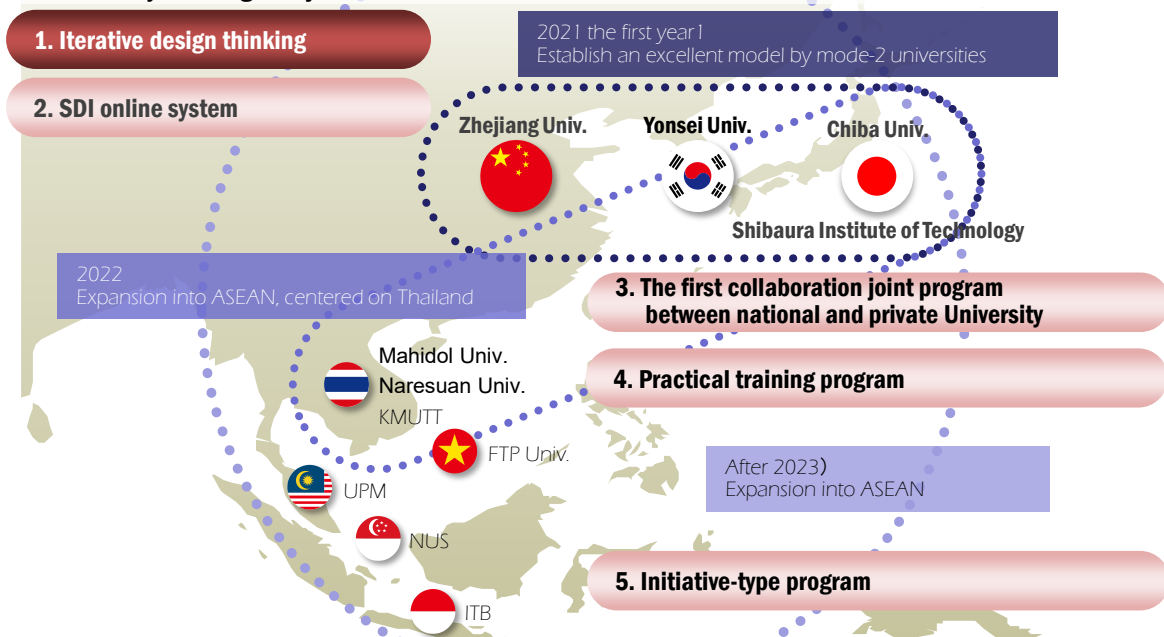 1. Iterative design thinking
2021 the first year1
Establish an excellent model by mode-2 universities
2. SDI online system
Zhejiang Univ.
Yonsei Univ.
Chiba Univ.
Shibaura Institute of Technology
2022
Expansion into ASEAN, centered on Thailand
3. The first collaboration joint program
between national and private University
Mahidol Univ.
Naresuan Univ.
KMUTT
4. Practical training program
FTP Univ.
After 2023)
Expansion into ASEAN
UPM
NUS
5. Initiative-type program
ITB